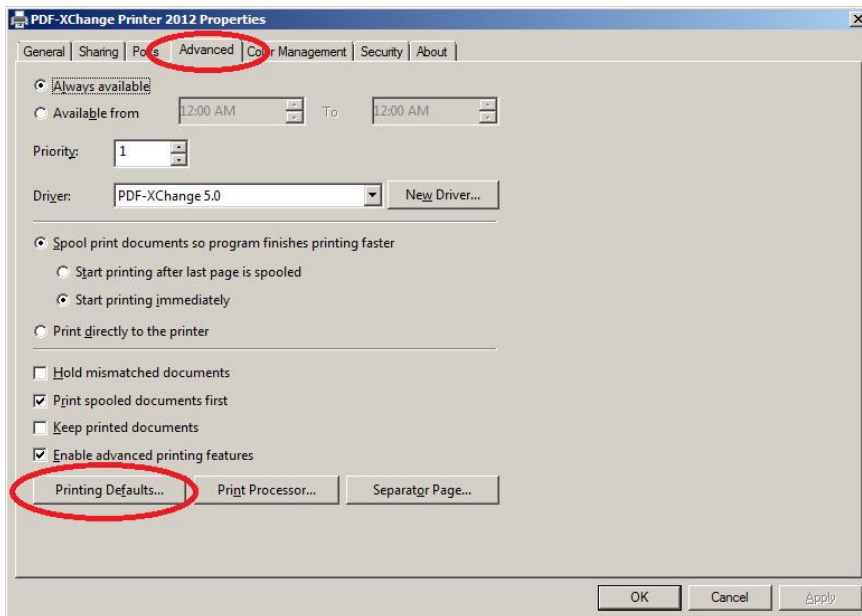 PDF-XChange Printer 2012 Properties
General Sharing Ports Advanced Color Management Security About
Always available
Available from 12:00 AM To 12:00 AM
Priority: 1
Driver: PDF-XChange 5.0 New Driver...
Spool print documents so program finishes printing faster
Start printing after last page is spooled
Start printing immediately
Print directly to the printer
Hold mismatched documents
Print spooled documents first
Keep printed documents
Enable advanced printing features
Printing Defaults... Print Processor... Separator Page...
OK Cancel Apply